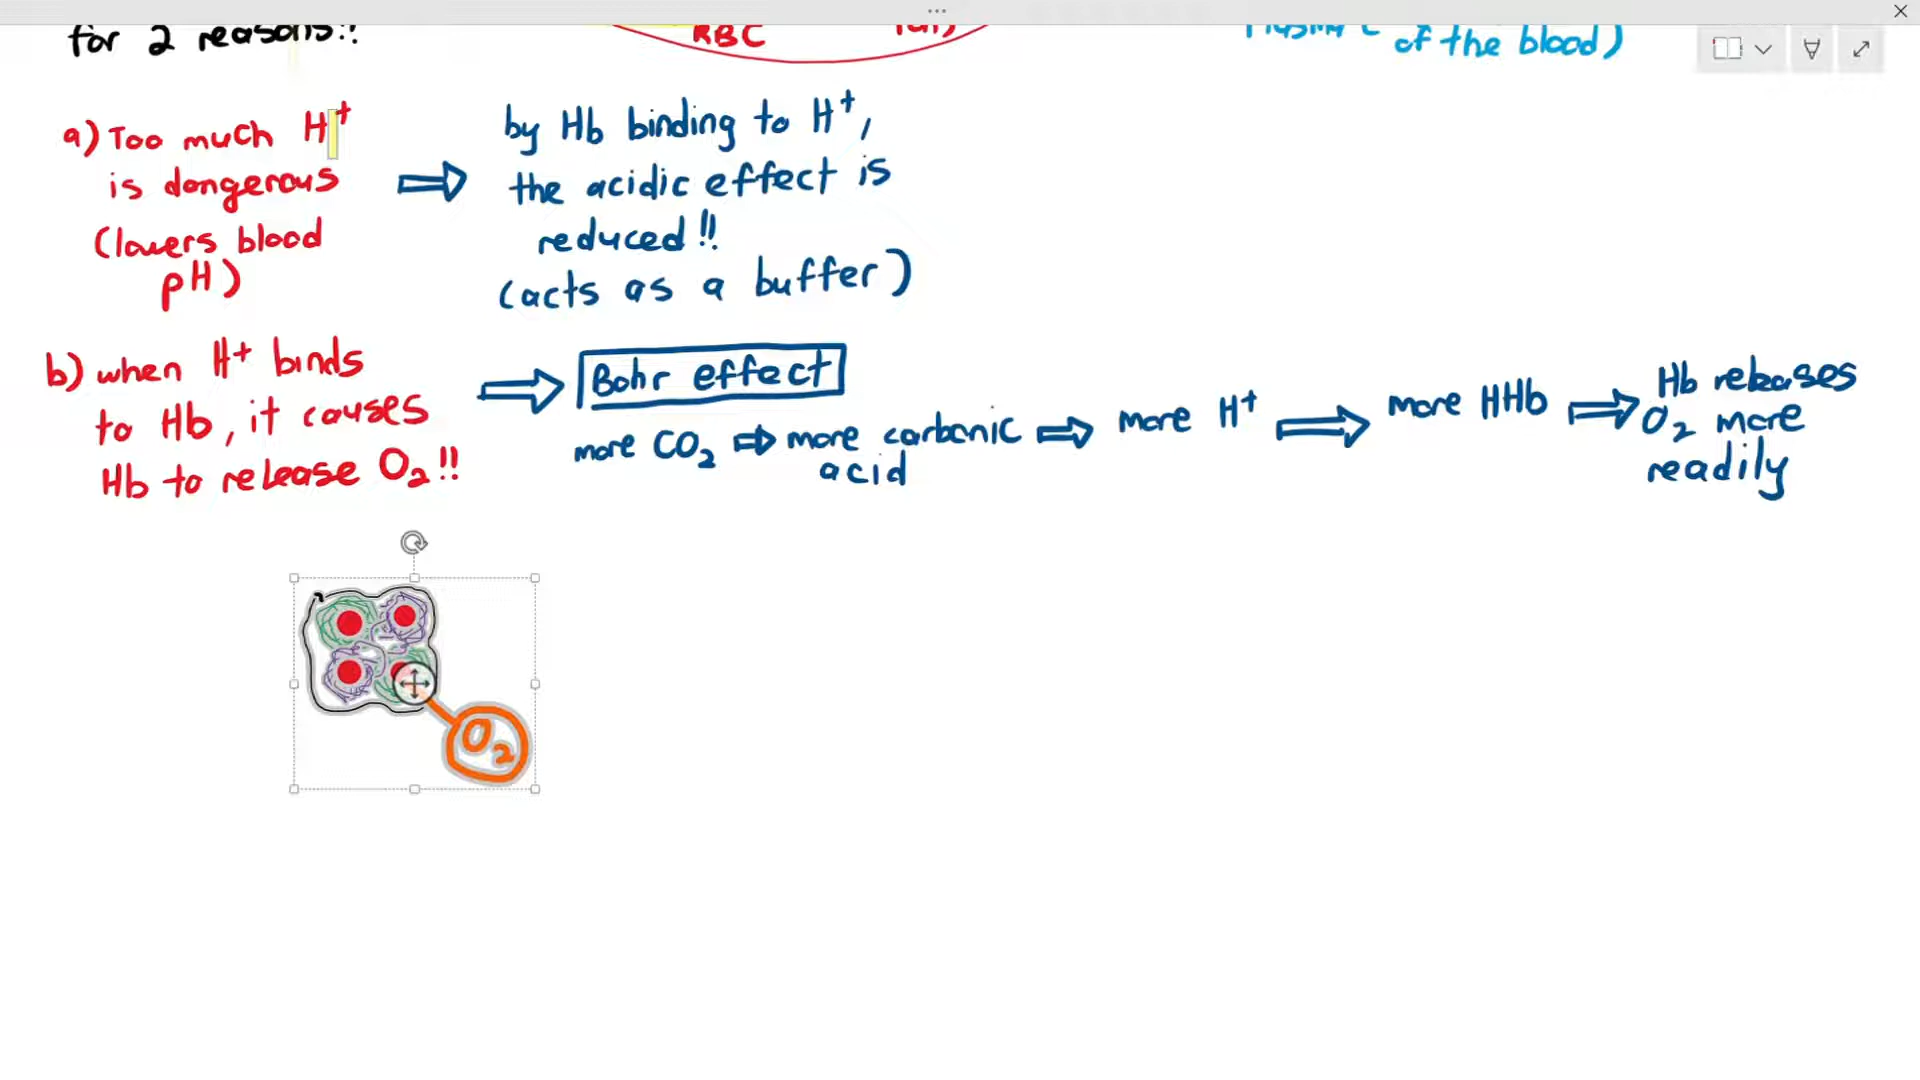 for 2 reasons!!
RBC
of the blood)
a) Too much H⁺
is dangerous
(lowers blood
pH)
by Hb binding to H⁺,
the acidic effect is
reduced!!
(acts as a buffer)
b) when H⁺ binds
to Hb, it causes
Hb to release O₂!!
Bohr effect
more CO₂ ⇒ more carbonic
acid
⇒ more H⁺ ⇒ more HHb ⇒ Hb releases
O₂ more
readily
O₂